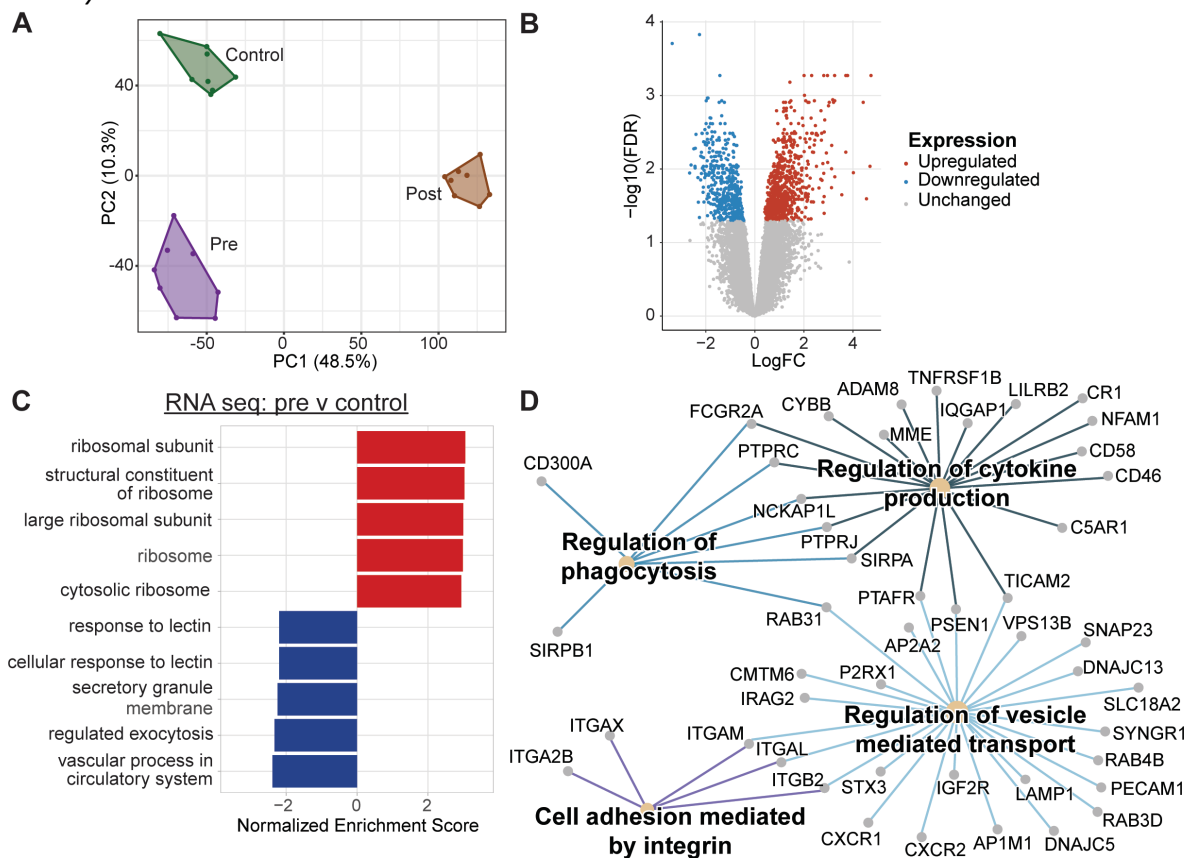 )
A
60
40
0
-40
PC2 (10.3%)
Control
Post
Pre
-50
0
50
100
PC1 (48.5%)
B
4
3
2
1
0
−log10(FDR)
−2
0
2
4
LogFC
Expression
Upregulated
Downregulated
Unchanged
C
RNA seq: pre v control
ribosomal subunit
structural constituent
of ribosome
large ribosomal subunit
ribosome
cytosolic ribosome
response to lectin
cellular response to lectin
secretory granule
membrane
regulated exocytosis
vascular process in
circulatory system
−2
0
2
Normalized Enrichment Score
D
TNFRSF1B
ADAM8
LILRB2
CR1
CYBB
IQGAP1
FCGR2A
NFAM1
MME
PTPRC
CD58
CD300A
Regulation of cytokine
production
CD46
NCKAP1L
C5AR1
PTPRJ
Regulation of
phagocytosis
SIRPA
TICAM2
PTAFR
RAB31
PSEN1
VPS13B
SNAP23
AP2A2
SIRPB1
DNAJC13
CMTM6
P2RX1
IRAG2
SLC18A2
Regulation of vesicle
mediated transport
ITGAX
ITGAM
SYNGR1
ITGAL
ITGA2B
RAB4B
ITGB2
STX3
IGF2R
LAMP1
PECAM1
Cell adhesion mediated
by integrin
RAB3D
CXCR1
CXCR2
AP1M1
DNAJC5